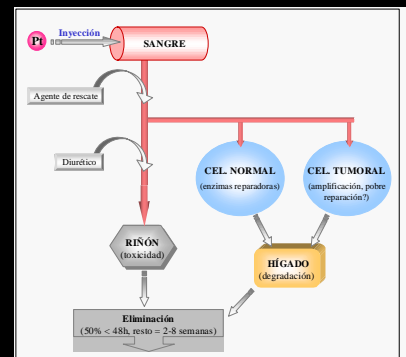 Inyección
Pt
SANGRE
Agente de rescate
Diurético
CEL. NORMAL
(enzimas reparadoras)
CEL. TUMORAL
(amplificación, pobre
reparación?)
RIÑÓN
(toxicidad)
HÍGADO
(degradación)
Eliminación
(50% < 48h, resto = 2-8 semanas)